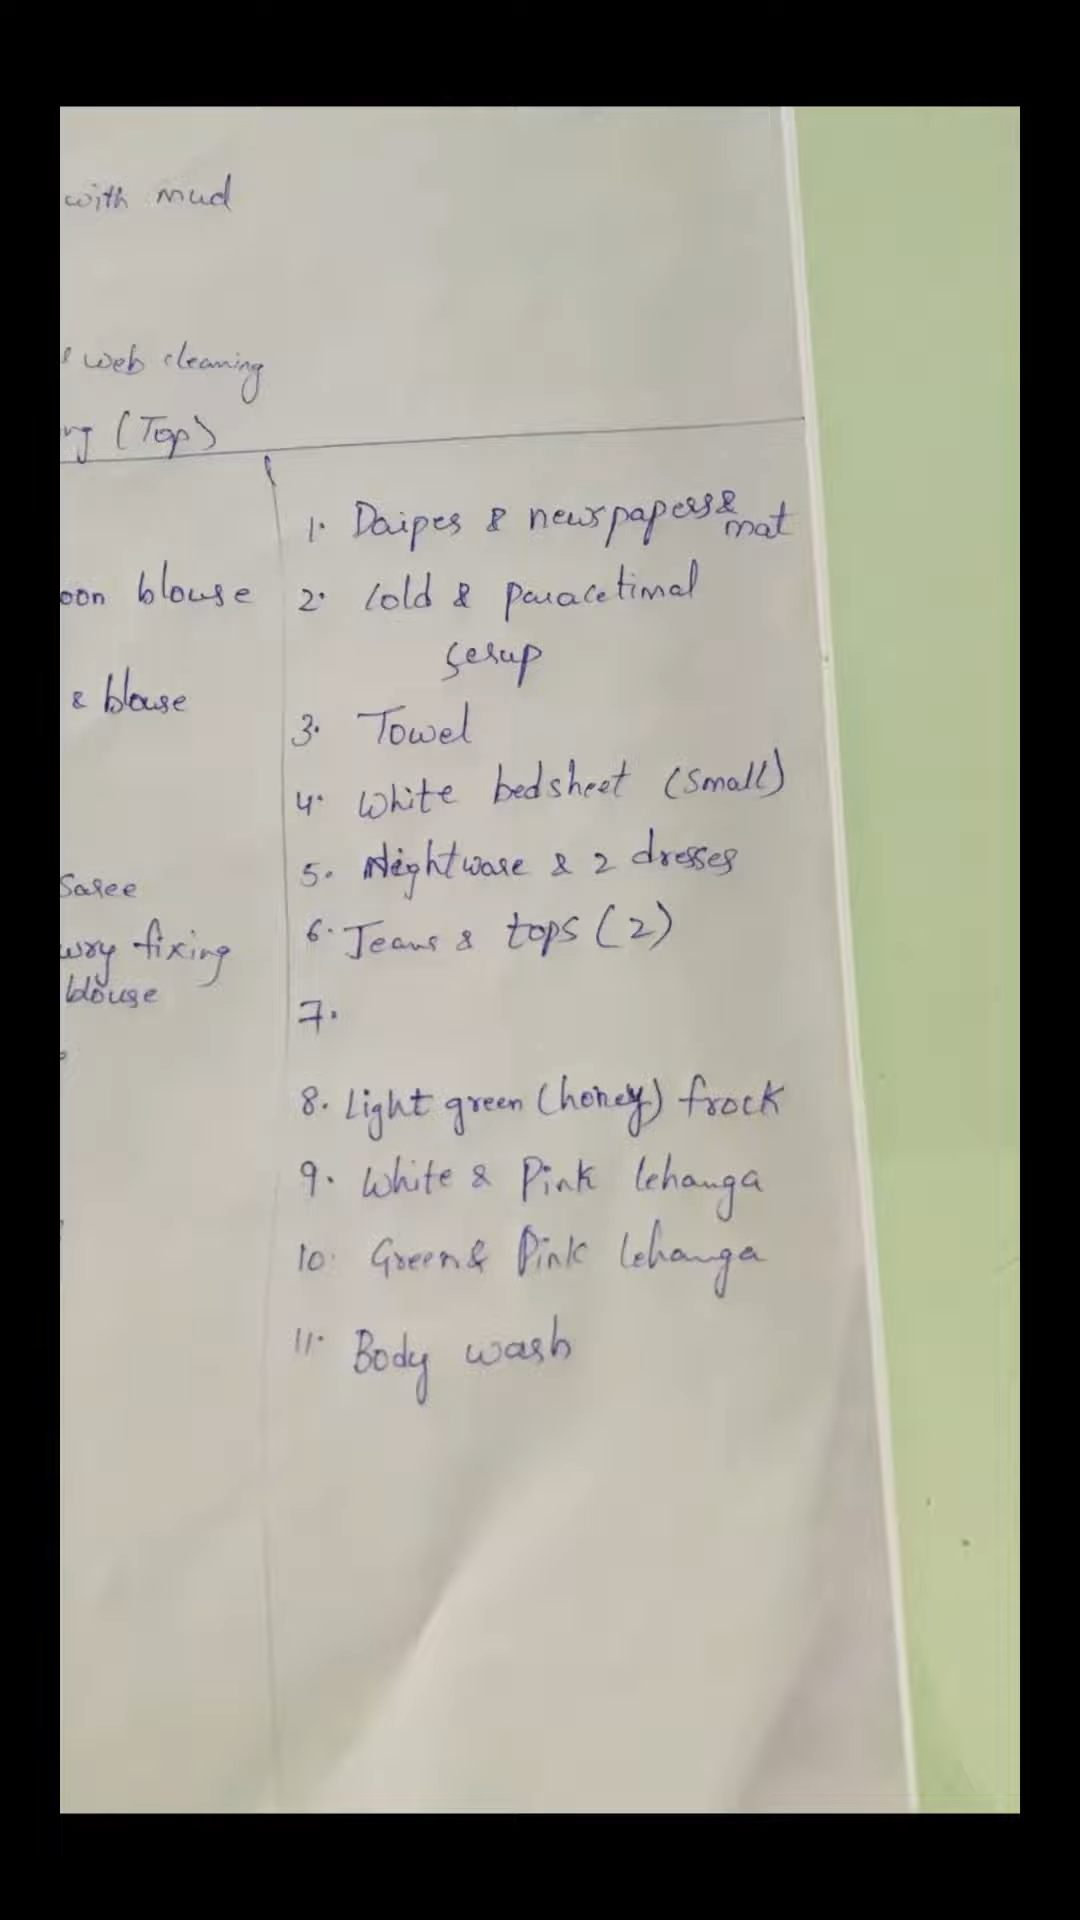 with mud
web cleaning
(Top)
1. Daipes & newspapers & mat
oon blouse
2. Cold & paracetimal
serup
& blouse
3. Towel
4. White bedsheet (small)
5. Nightware & 2 dresses
Saree
6. Jeans & tops (2)
wry fixing
blouse
7.
8. Light green (honey) frock
9. White & Pink lehanga
10. Green & Pink lehanga
11. Body wash